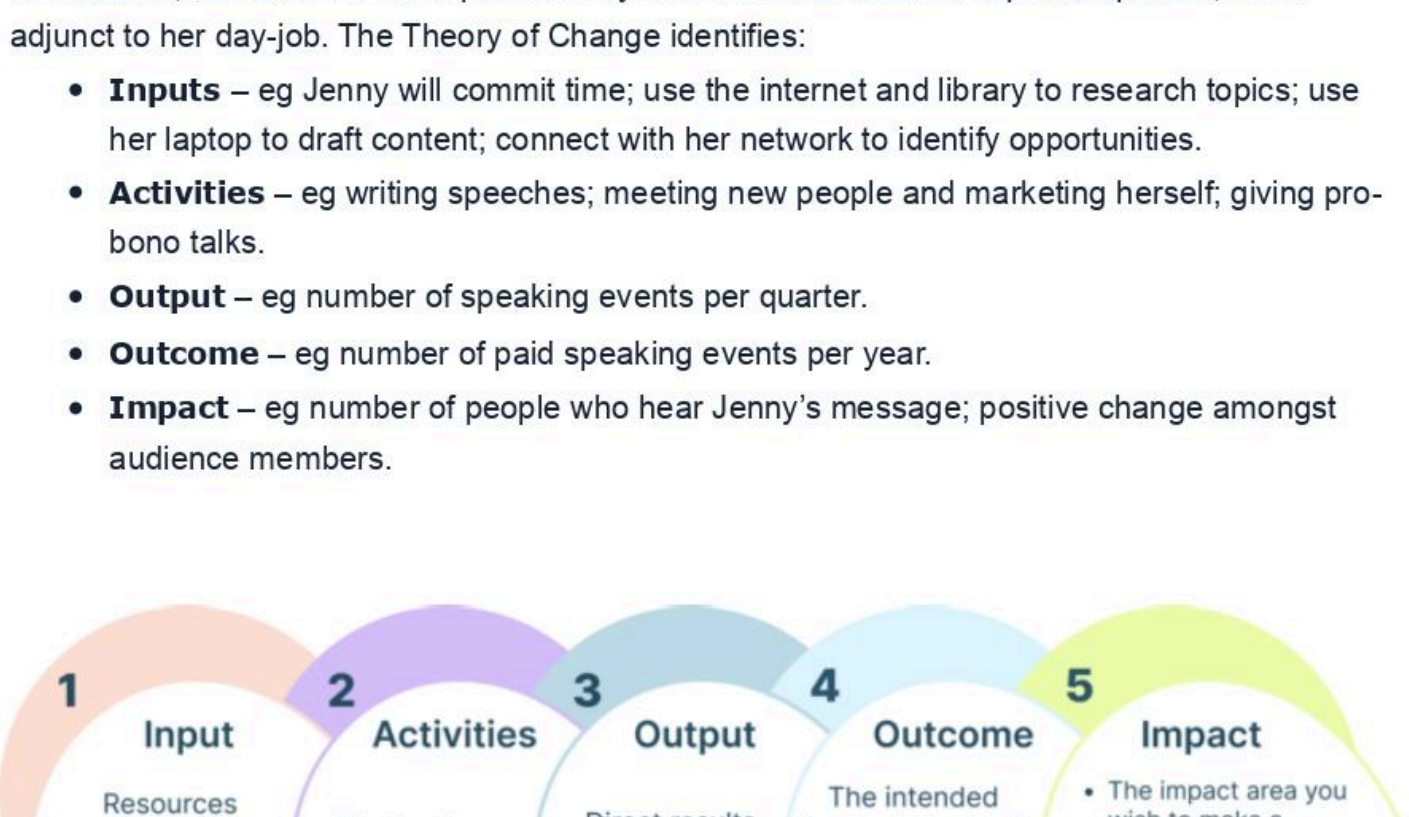 adjunct to her day-job. The Theory of Change identifies:
• Inputs – eg Jenny will commit time; use the internet and library to research topics; use
her laptop to draft content; connect with her network to identify opportunities.
• Activities – eg writing speeches; meeting new people and marketing herself; giving pro-
bono talks.
• Output – eg number of speaking events per quarter.
• Outcome – eg number of paid speaking events per year.
• Impact – eg number of people who hear Jenny's message; positive change amongst
audience members.
1 2 3 4 5
Input Activities Output Outcome Impact
Resources
The intended
• The impact area you